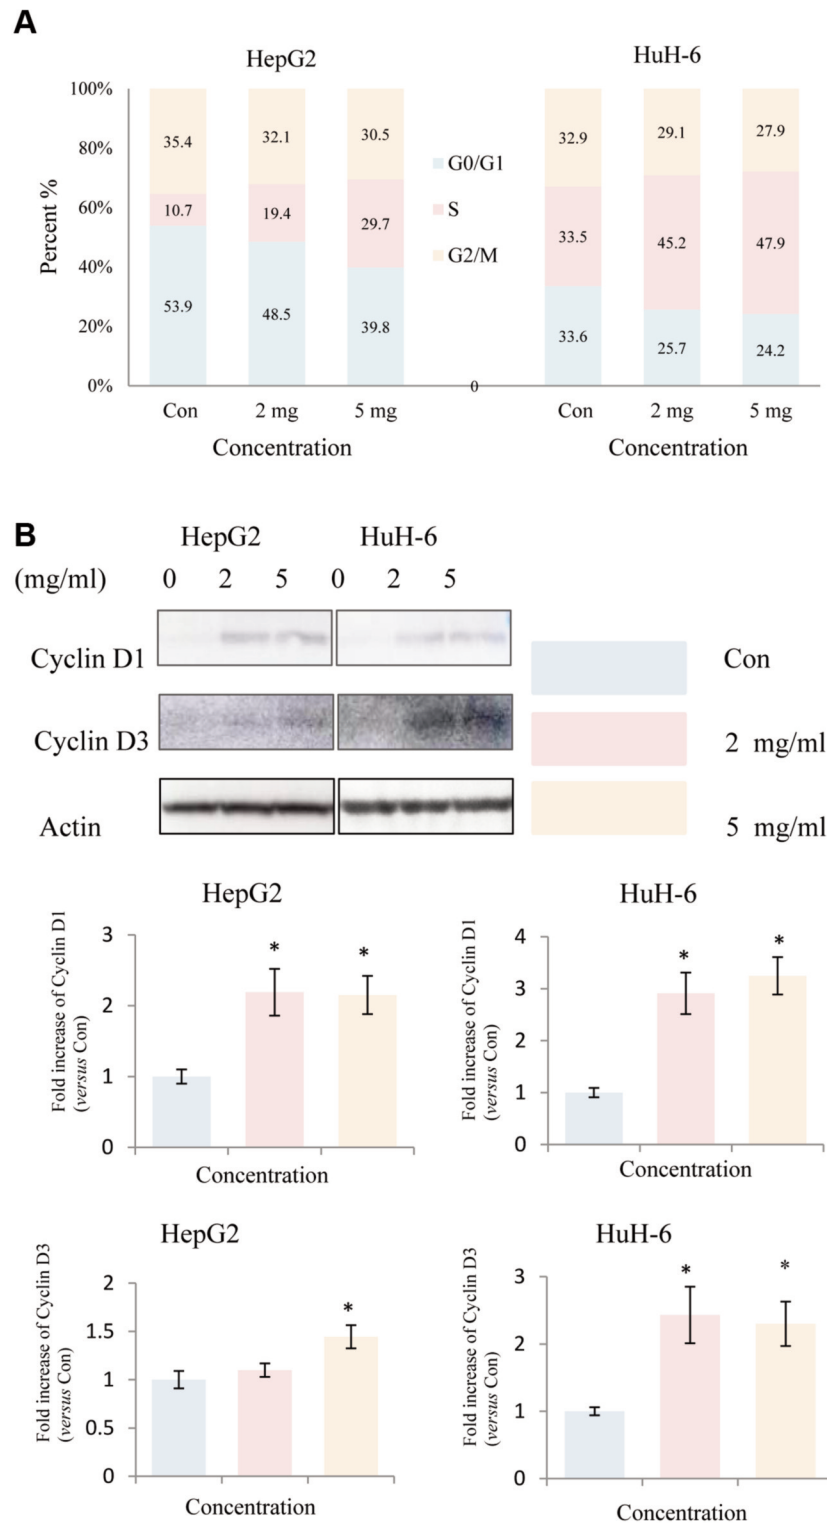 A
HepG2
HuH-6
100%
80%
60%
40%
20%
0%
Percent %
35.4
32.1
30.5
10.7
19.4
29.7
53.9
48.5
39.8
G0/G1
S
G2/M
32.9
29.1
27.9
33.5
45.2
47.9
33.6
25.7
24.2
0
Con
2 mg
5 mg
Con
2 mg
5 mg
Concentration
Concentration
B
HepG2
HuH-6
(mg/ml) 0 2 5 0 2 5
Cyclin D1
Cyclin D3
Actin
Con
2 mg/ml
5 mg/ml
HepG2
Fold increase of Cyclin D1
(versus Con)
3
2
1
0
*
*
Concentration
HuH-6
Fold increase of Cyclin D1
(versus Con)
4
3
2
1
0
*
*
Concentration
HepG2
Fold increase of Cyclin D3
(versus Con)
2
1.5
1
0.5
0
*
Concentration
HuH-6
Fold increase of Cyclin D3
(versus Con)
3
2
1
0
*
*
Concentration